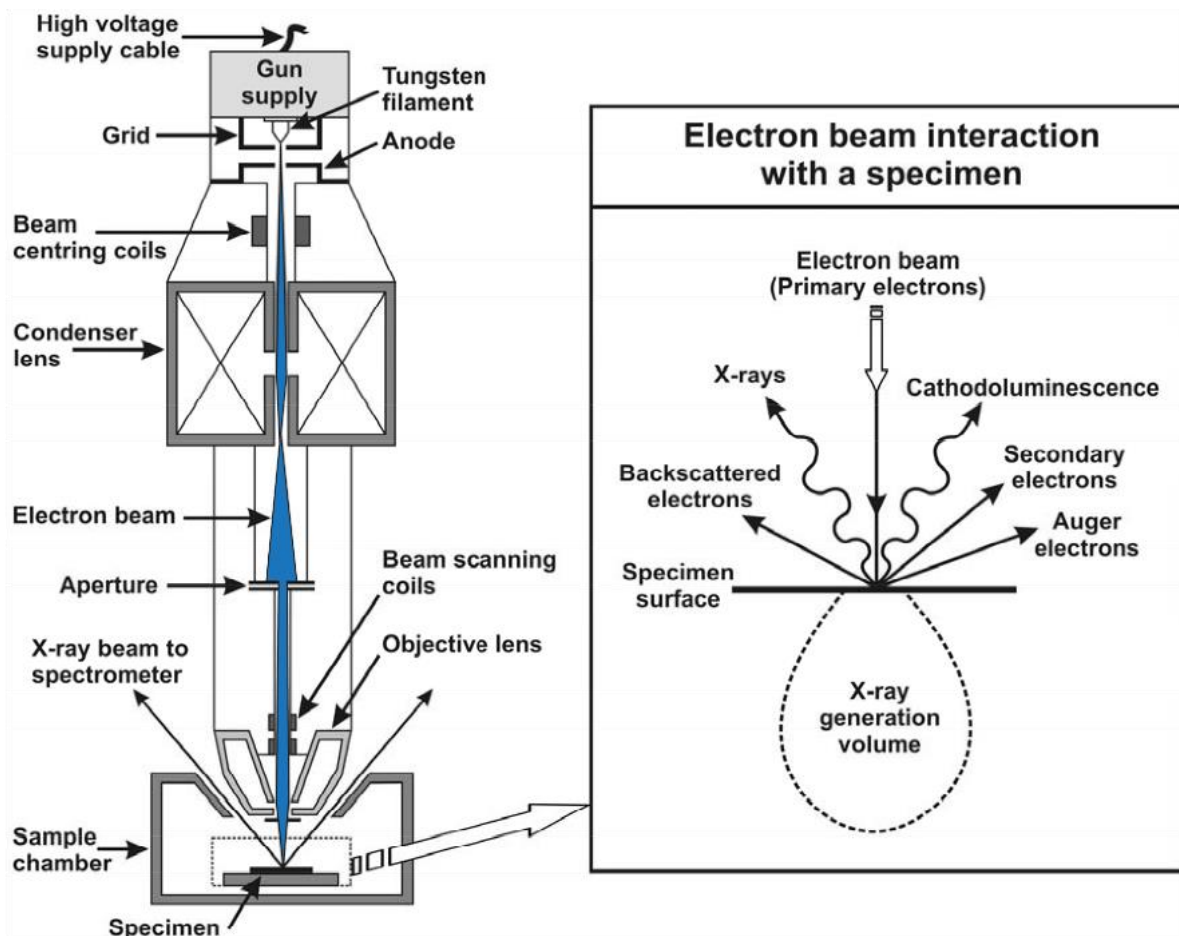 High voltage
supply cable
Gun
supply
Tungsten
filament
Grid
Anode
Beam
centring coils
Condenser
lens
Electron beam
Aperture
Beam scanning
coils
X-ray beam to
spectrometer
Objective lens
Sample
chamber
Specimen
Electron beam interaction
with a specimen
Electron beam
(Primary electrons)
X-rays
Cathodoluminescence
Backscattered
electrons
Secondary
electrons
Auger
electrons
Specimen
surface
X-ray
generation
volume